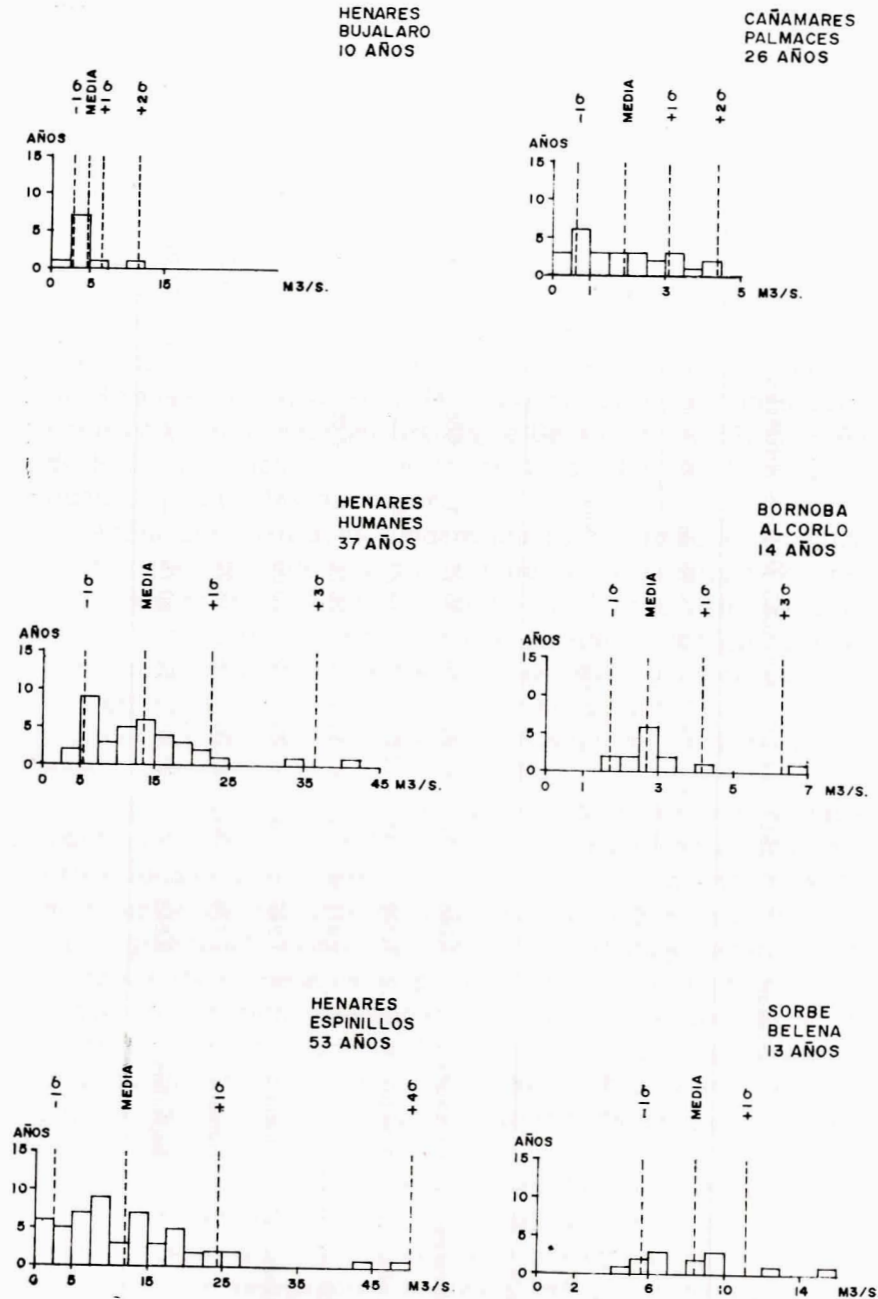 HENARES
BUJALARO
10 AÑOS
-1σ
MEDIA
+1σ
+2σ
AÑOS
15
10
5
0
0 5 15 M3/S.
CAÑAMARES
PALMACES
26 AÑOS
-1σ
MEDIA
+1σ
+2σ
AÑOS
15
10
5
0
0 1 3 5
M3/S.
HENARES
HUMANES
37 AÑOS
-1σ
MEDIA
+1σ
+3σ
AÑOS
15
10
5
0
0 5 15 25 35 45 M3/S.
BORNOBA
ALCORLO
14 AÑOS
-1σ
MEDIA
+1σ
+3σ
AÑOS
15
0
5
0
0 1 3 5 7 M3/S.
HENARES
ESPINILLOS
53 AÑOS
-1σ
MEDIA
+1σ
+4σ
AÑOS
15
10
5
0
0 5 15 25 35 45 M3/S.
SORBE
BELENA
13 AÑOS
-1σ
MEDIA
+1σ
AÑOS
15
10
5
0
0 2 6 10 14 M3/S